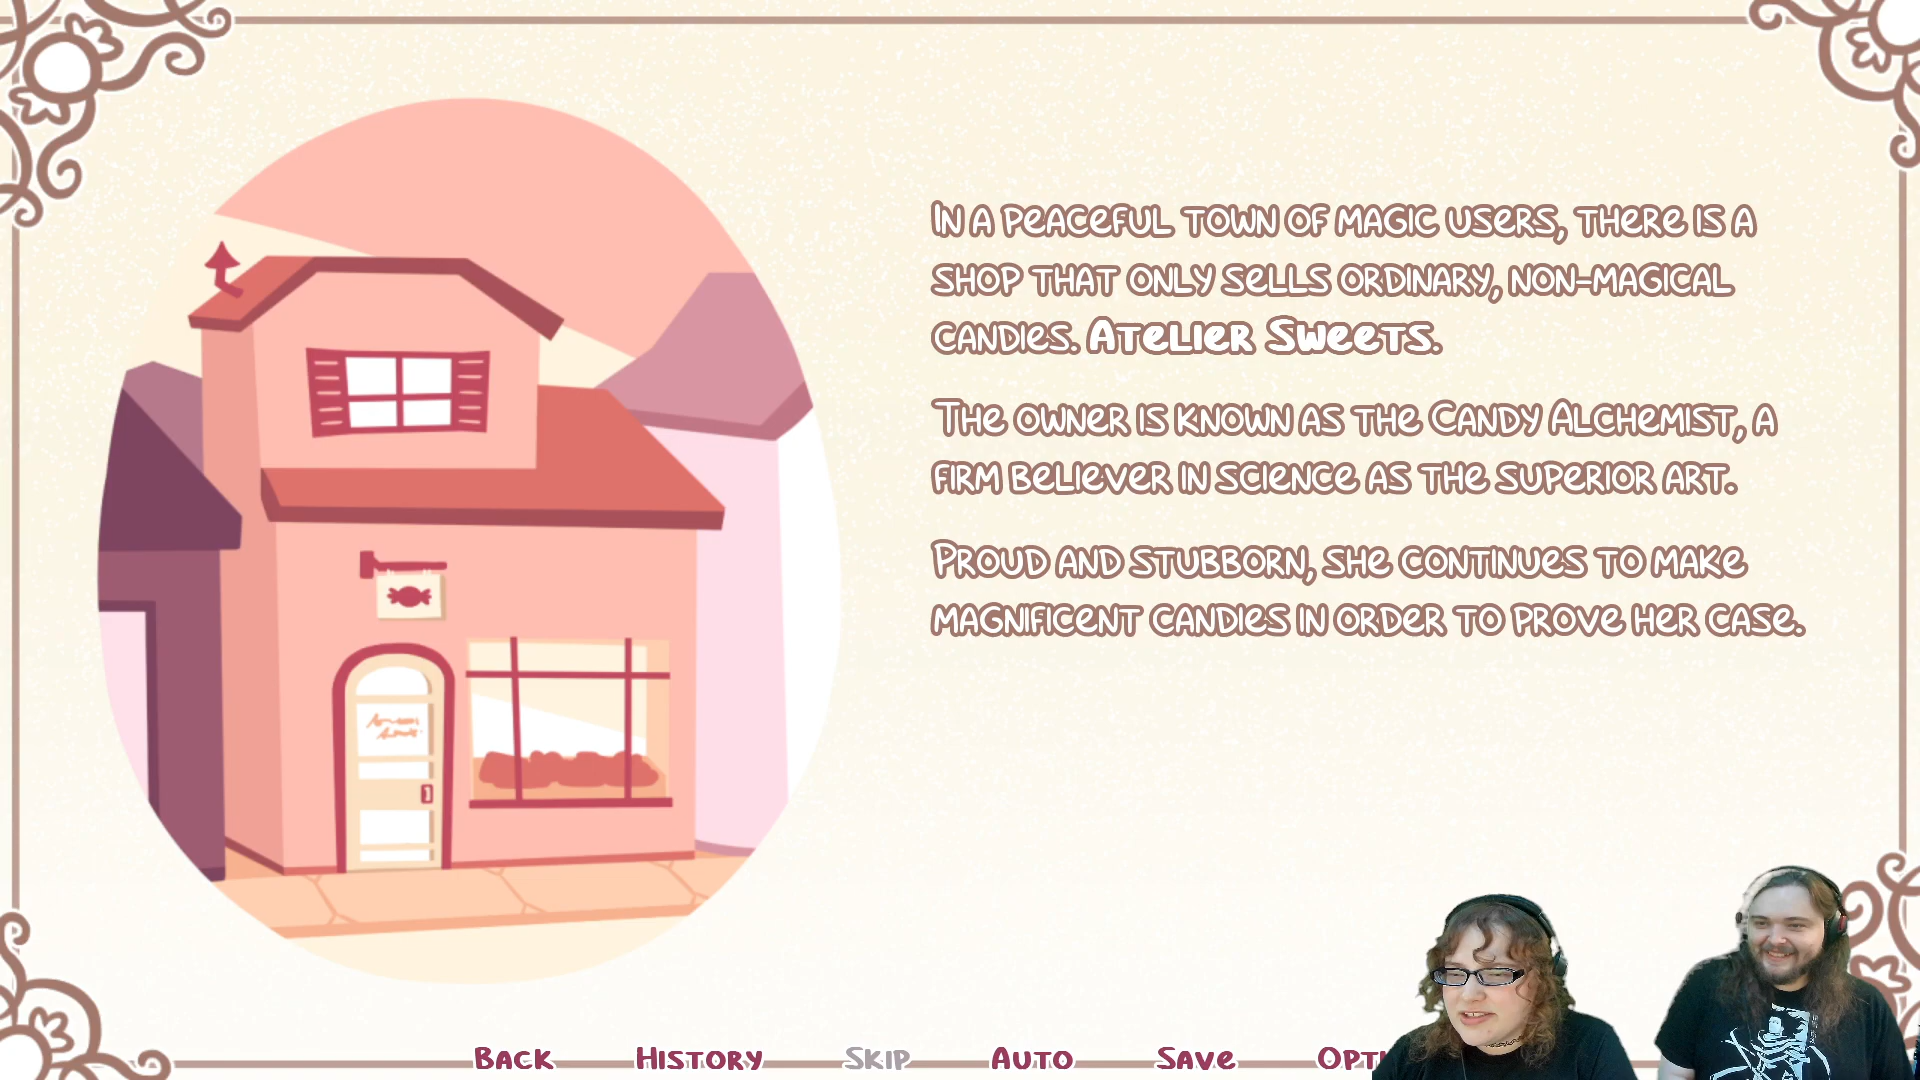 In a peaceful town of magic users, there is a
shop that only sells ordinary, non-magical
candies. Atelier Sweets.
The owner is known as the Candy Alchemist, a
firm believer in science as the superior art.
Proud and stubborn, she continues to make
magnificent candies in order to prove her case.
Back History Skip Auto Save